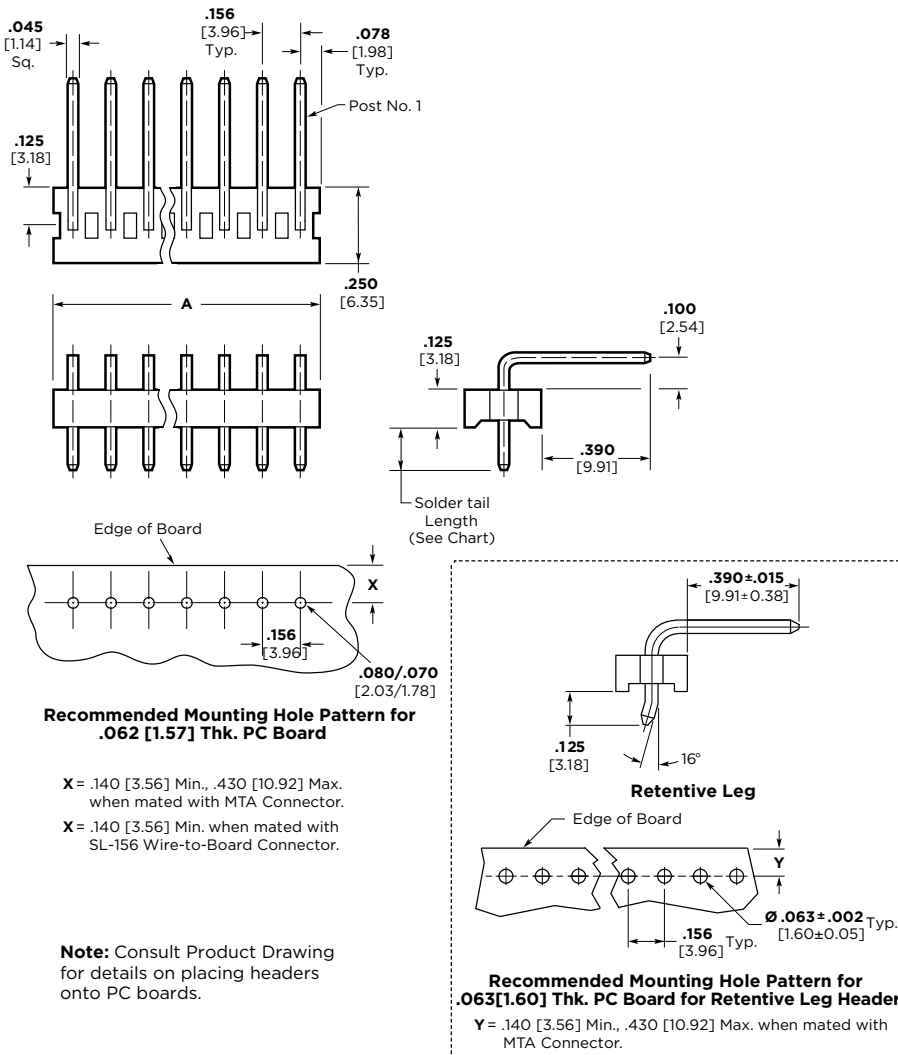 .045
[1.14]
Sq.
.156
[3.96]
Typ.
.078
[1.98]
Typ.
Post No. 1
.125
[3.18]
.250
[6.35]
A
.125
[3.18]
.100
[2.54]
.390
[9.91]
Solder tail
Length
(See Chart)
Edge of Board
X
.156
[3.96]
.080/.070
[2.03/1.78]
Recommended Mounting Hole Pattern for
.062 [1.57] Thk. PC Board
X = .140 [3.56] Min., .430 [10.92] Max.
when mated with MTA Connector.
X = .140 [3.56] Min. when mated with
SL-156 Wire-to-Board Connector.
Note: Consult Product Drawing
for details on placing headers
onto PC boards.
.390±.015
[9.91±0.38]
.125
[3.18]
16°
Retentive Leg
Edge of Board
Y
Ø .063±.002 Typ.
[1.60±0.05]
.156
[3.96] Typ.
Recommended Mounting Hole Pattern for
.063[1.60] Thk. PC Board for Retentive Leg Header
Y = .140 [3.56] Min., .430 [10.92] Max. when mated with
MTA Connector.